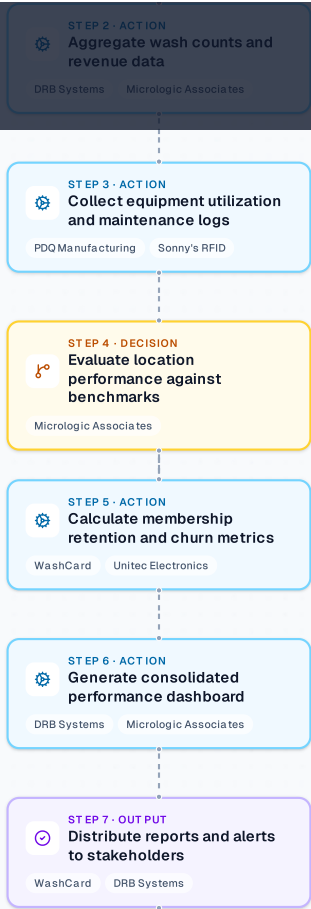 STEP 2 · ACTION
Aggregate wash counts and
revenue data
DRB Systems Micrologic Associates
STEP 3 · ACTION
Collect equipment utilization
and maintenance logs
PDQ Manufacturing Sonny's RFID
STEP 4 · DECISION
Evaluate location
performance against
benchmarks
Micrologic Associates
STEP 5 · ACTION
Calculate membership
retention and churn metrics
WashCard Unitec Electronics
STEP 6 · ACTION
Generate consolidated
performance dashboard
DRB Systems Micrologic Associates
STEP 7 · OUTPUT
Distribute reports and alerts
to stakeholders
WashCard DRB Systems